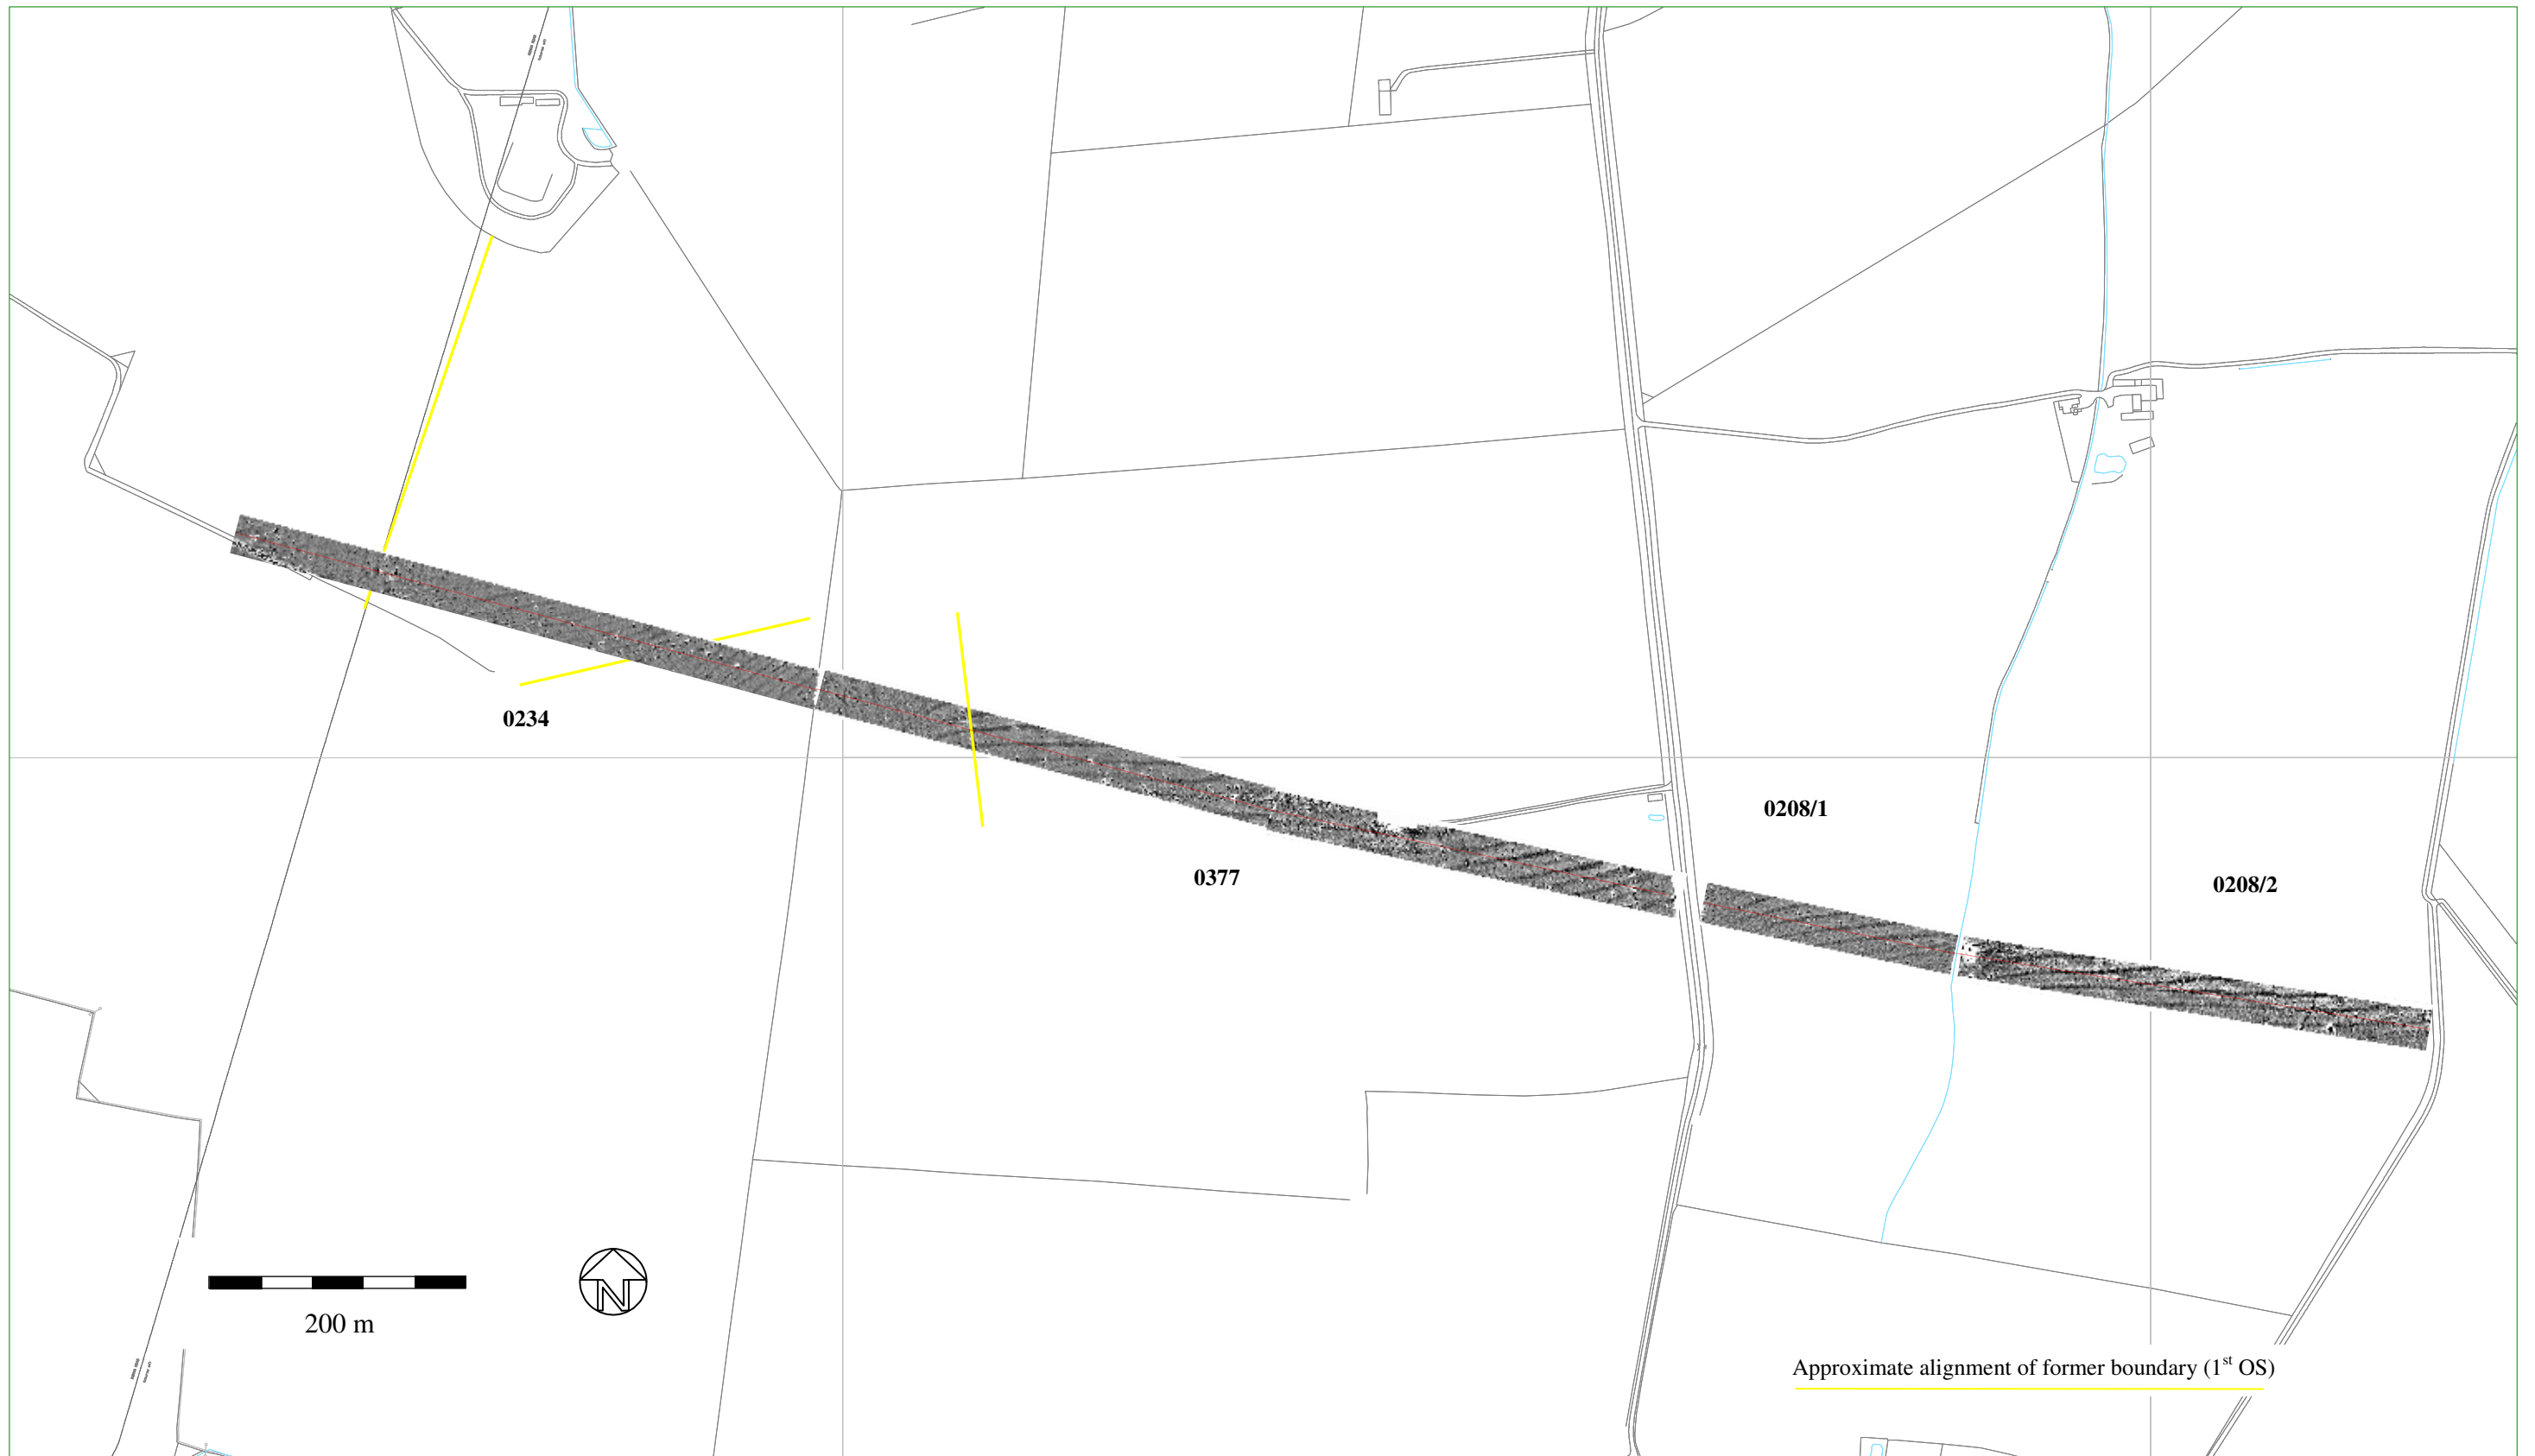 0234
0208/1
0377
0208/2
N
200 m
Approximate alignment of former boundary (1st OS)